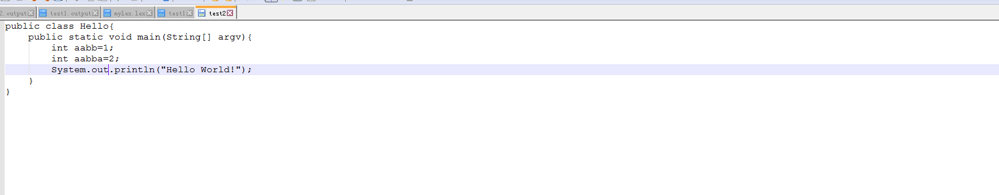 2.output test1.output mylex.lex test1 test2
public class Hello{
    public static void main(String[] argv){
        int aabb=1;
        int aabba=2;
        System.out.println("Hello World!");
    }
}